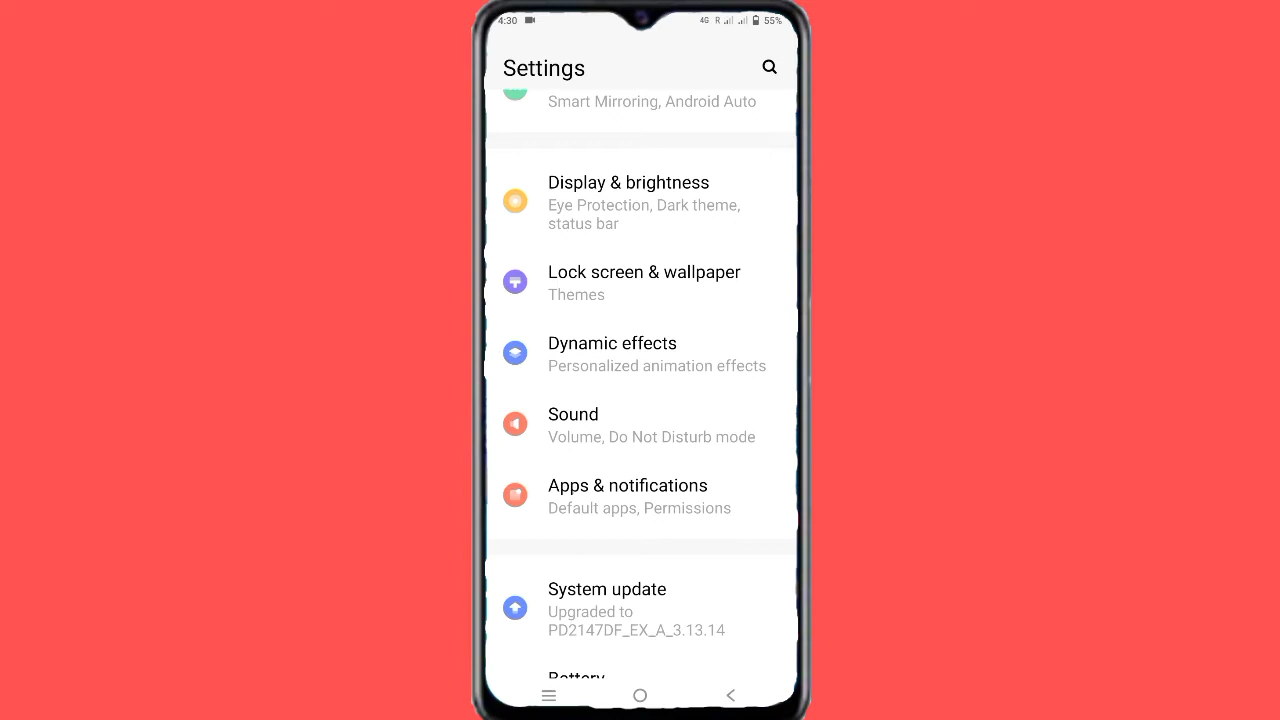 4:30 4G R 55%
Settings
Smart Mirroring, Android Auto
Display & brightness
Eye Protection, Dark theme,
status bar
Lock screen & wallpaper
Themes
Dynamic effects
Personalized animation effects
Sound
Volume, Do Not Disturb mode
Apps & notifications
Default apps, Permissions
System update
Upgraded to
PD2147DF_EX_A_3.13.14
Battery